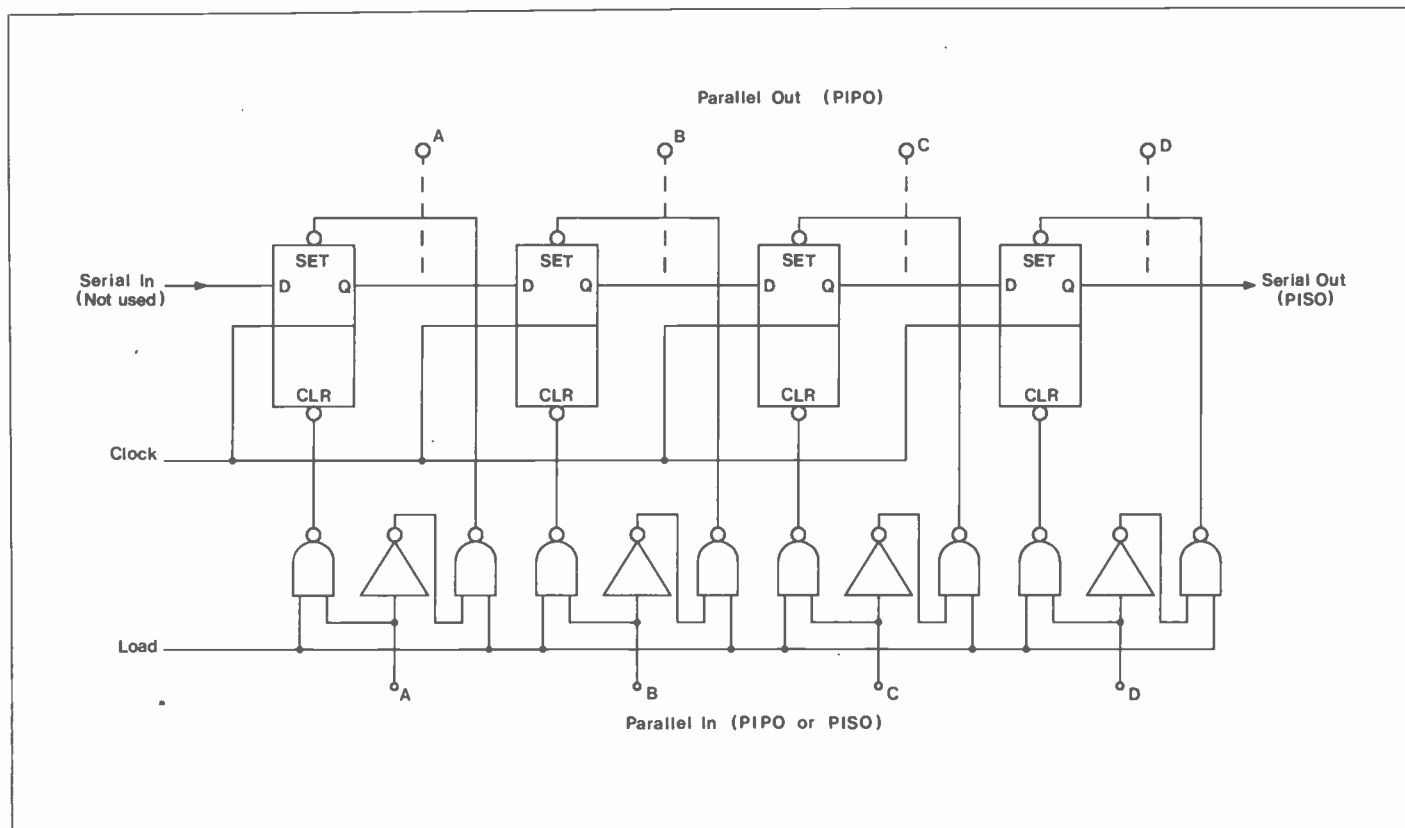 Parallel Out (PIPO)
A
B
C
D
SET
SET
SET
SET
Serial In
(Not used)
D Q
D Q
D Q
D Q
Serial Out
(PISO)
CLR
CLR
CLR
CLR
Clock
Load
A
B
C
D
Parallel In (PIPO or PISO)